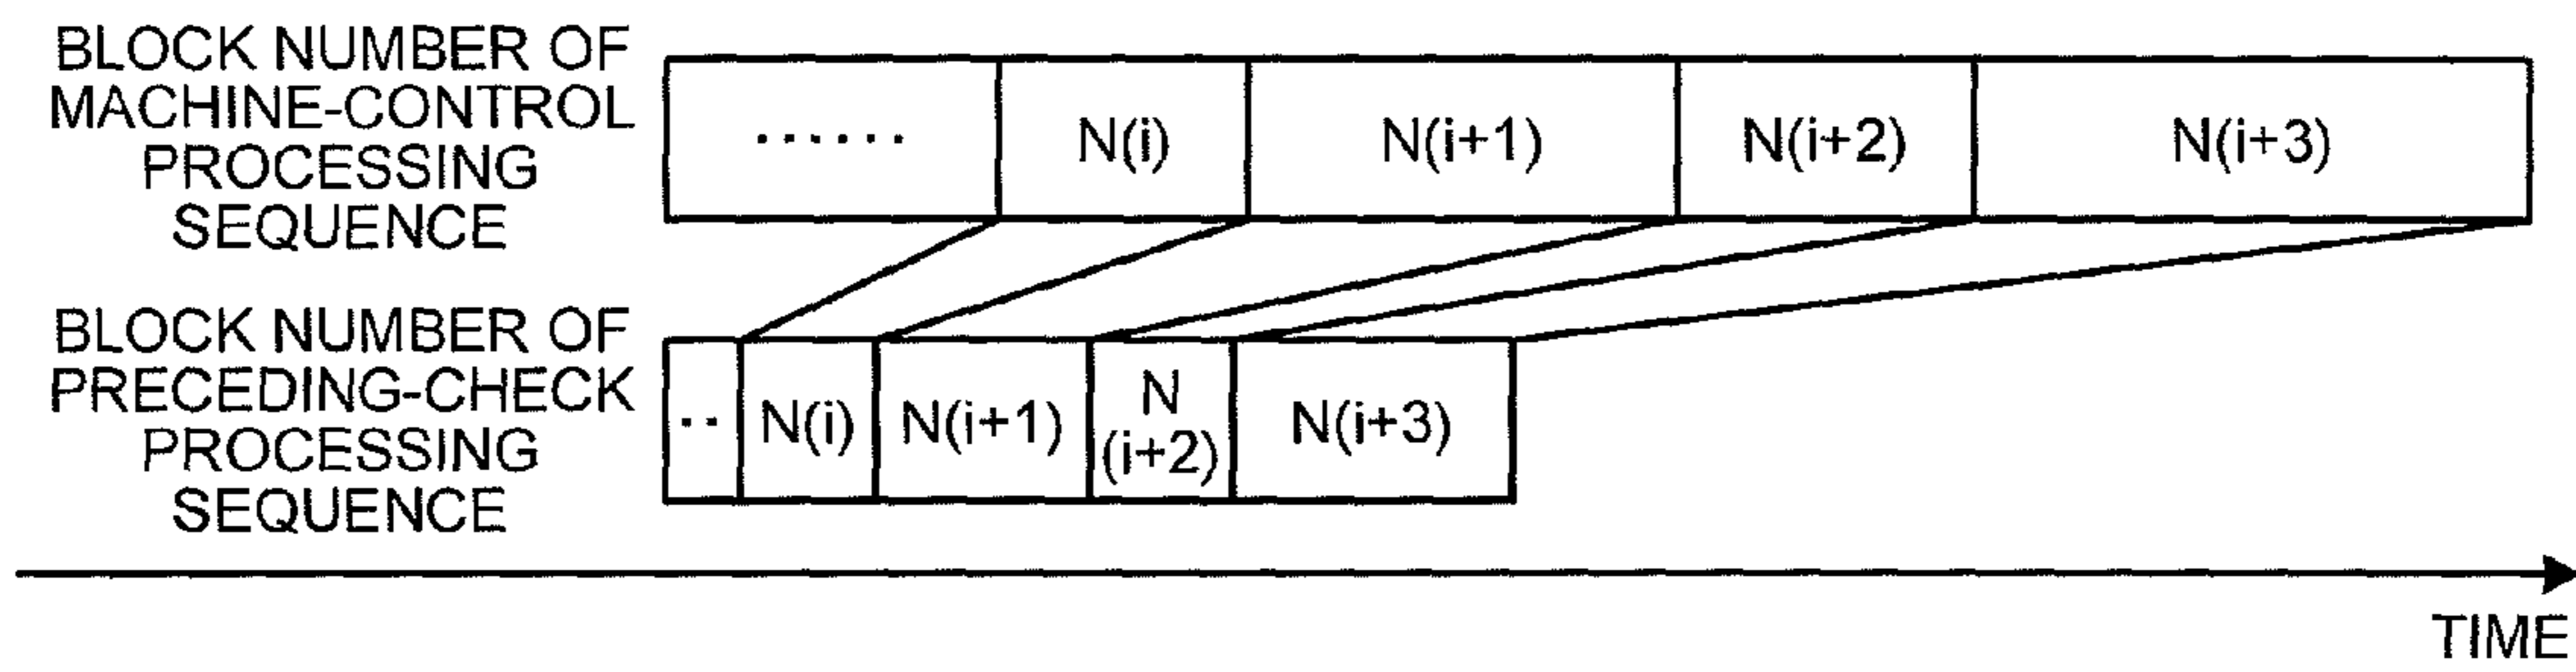 BLOCK NUMBER OF
MACHINE-CONTROL
PROCESSING
SEQUENCE
······
N(i)
N(i+1)
N(i+2)
N(i+3)
BLOCK NUMBER OF
PRECEDING-CHECK
PROCESSING
SEQUENCE
··
N(i)
N(i+1)
N
(i+2)
N(i+3)
TIME